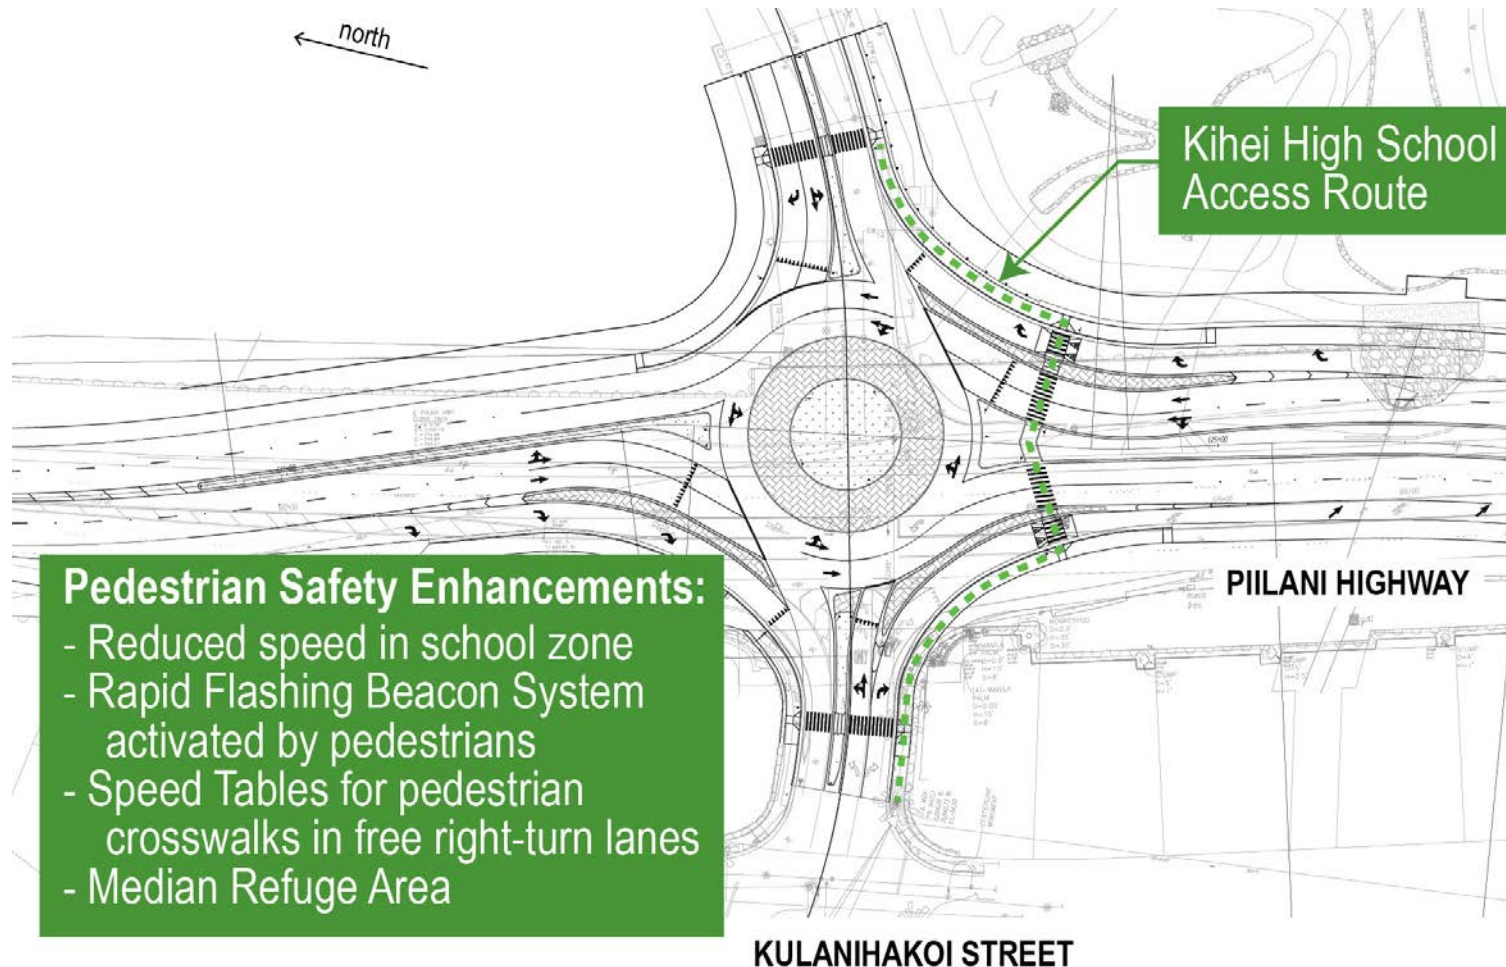 north
Kihei High School
Access Route
Pedestrian Safety Enhancements:
- Reduced speed in school zone
- Rapid Flashing Beacon System
activated by pedestrians
- Speed Tables for pedestrian
crosswalks in free right-turn lanes
- Median Refuge Area
PIILANI HIGHWAY
KULANIHAKOI STREET